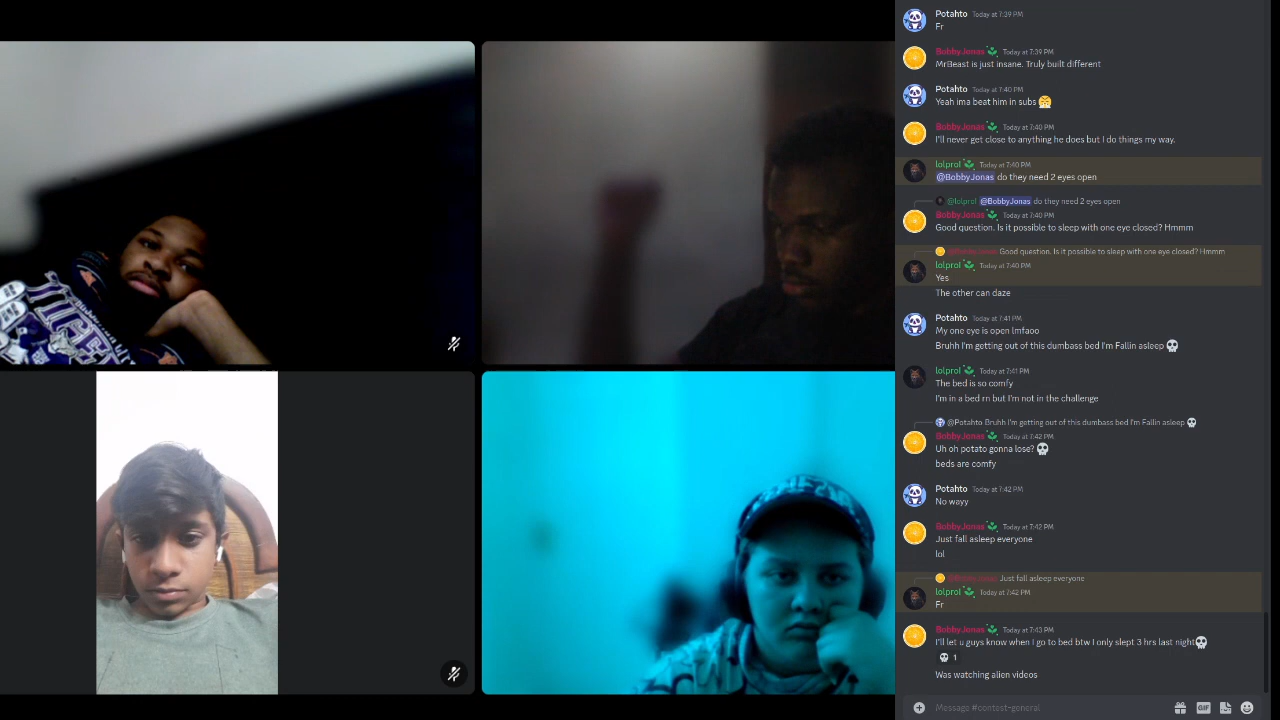 Potahto Today at 7:39 PM
Fr
BobbyJonas Today at 7:39 PM
MrBeast is just insane. Truly built different
Potahto Today at 7:40 PM
Yeah ima beat him in subs
BobbyJonas Today at 7:40 PM
I'll never get close to anything he does but I do things my way.
lolprol Today at 7:40 PM
@BobbyJonas do they need 2 eyes open
@lolprol @BobbyJonas do they need 2 eyes open
BobbyJonas Today at 7:40 PM
Good question. Is it possible to sleep with one eye closed? Hmmm
@BobbyJonas Good question. Is it possible to sleep with one eye closed? Hmmm
lolprol Today at 7:40 PM
Yes
The other can daze
Potahto Today at 7:41 PM
My one eye is open lmfaoo
Bruhh I'm getting out of this dumbass bed I'm Fallin asleep
lolprol Today at 7:41 PM
The bed is so comfy
I'm in a bed rn but I'm not in the challenge
@Potahto Bruhh I'm getting out of this dumbass bed I'm Fallin asleep
BobbyJonas Today at 7:42 PM
Uh oh potato gonna lose?
beds are comfy
Potahto Today at 7:42 PM
No wayy
BobbyJonas Today at 7:42 PM
Just fall asleep everyone
lol
@BobbyJonas Just fall asleep everyone
lolprol Today at 7:42 PM
Fr
BobbyJonas Today at 7:43 PM
I'll let u guys know when I go to bed btw I only slept 3 hrs last night
1
Was watching alien videos
Message #contest-general
GIF